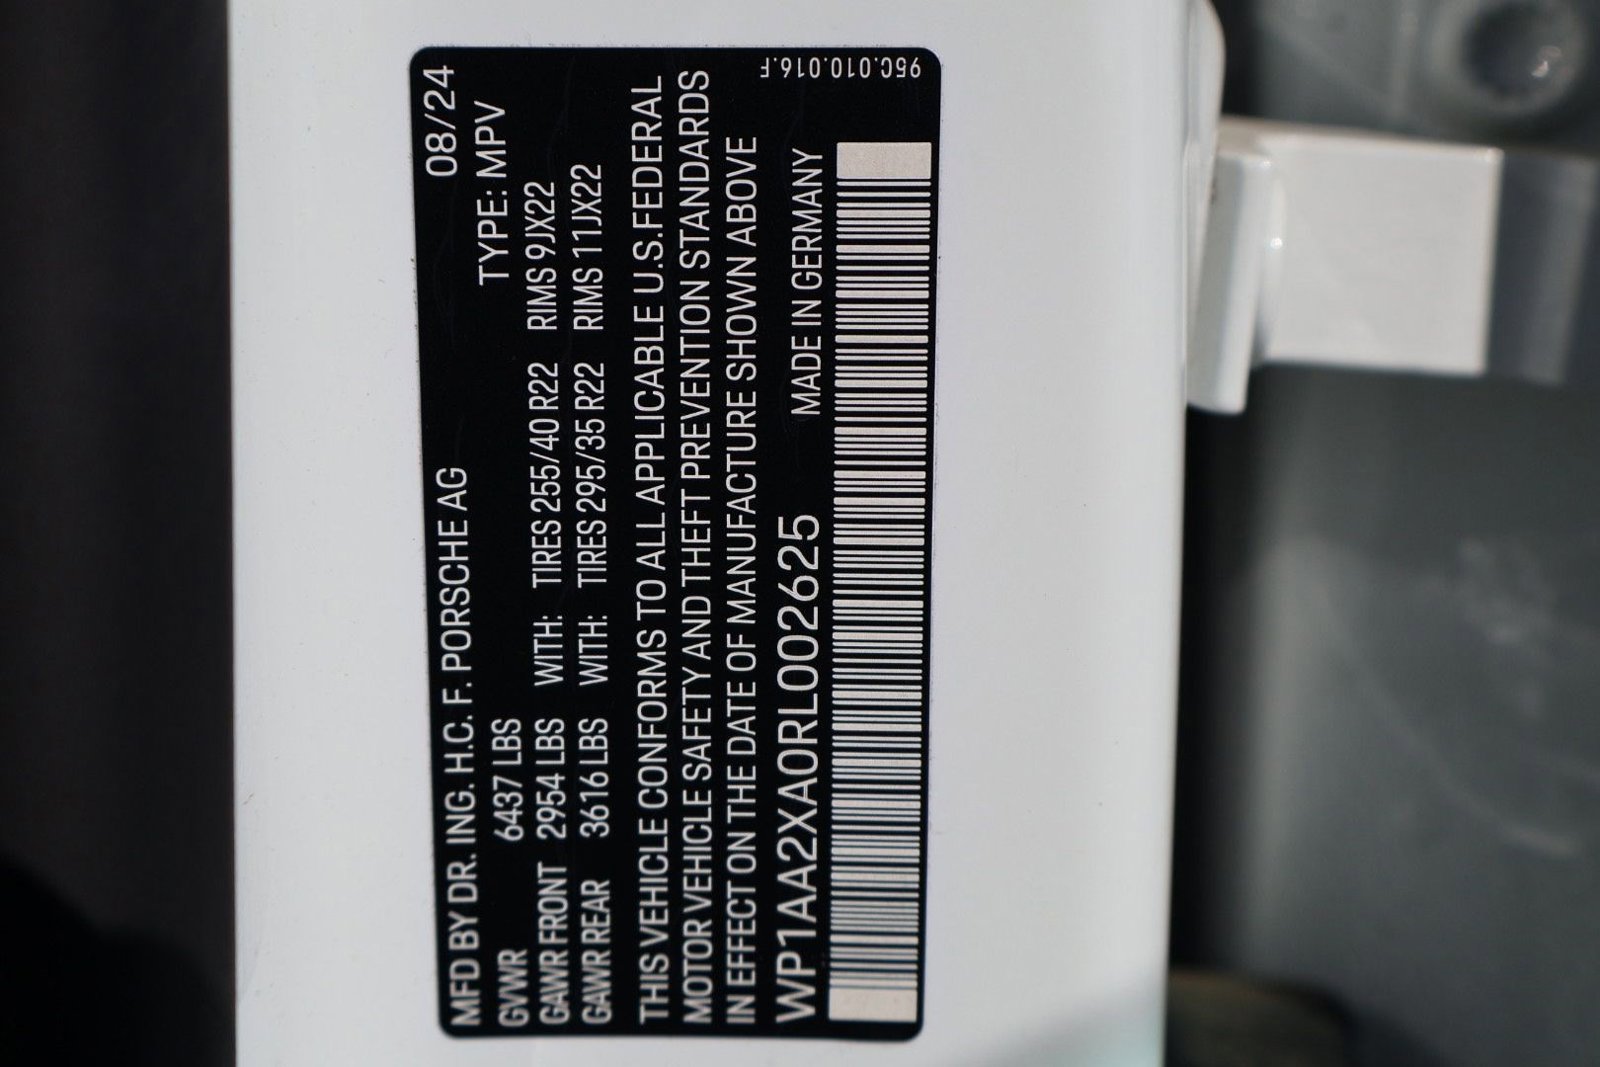 MFD BY DR. ING. H.C. F. PORSCHE AG 08/24
GVWR 6437 LBS TYPE: MPV
GAWR FRONT 2954 LBS WITH: TIRES 255/40 R22 RIMS 9JX22
GAWR REAR 3616 LBS WITH: TIRES 295/35 R22 RIMS 11JX22
THIS VEHICLE CONFORMS TO ALL APPLICABLE U.S.FEDERAL
MOTOR VEHICLE SAFETY AND THEFT PREVENTION STANDARDS
IN EFFECT ON THE DATE OF MANUFACTURE SHOWN ABOVE
WP1AA2XA0RL002625 MADE IN GERMANY
95C.010.016.F